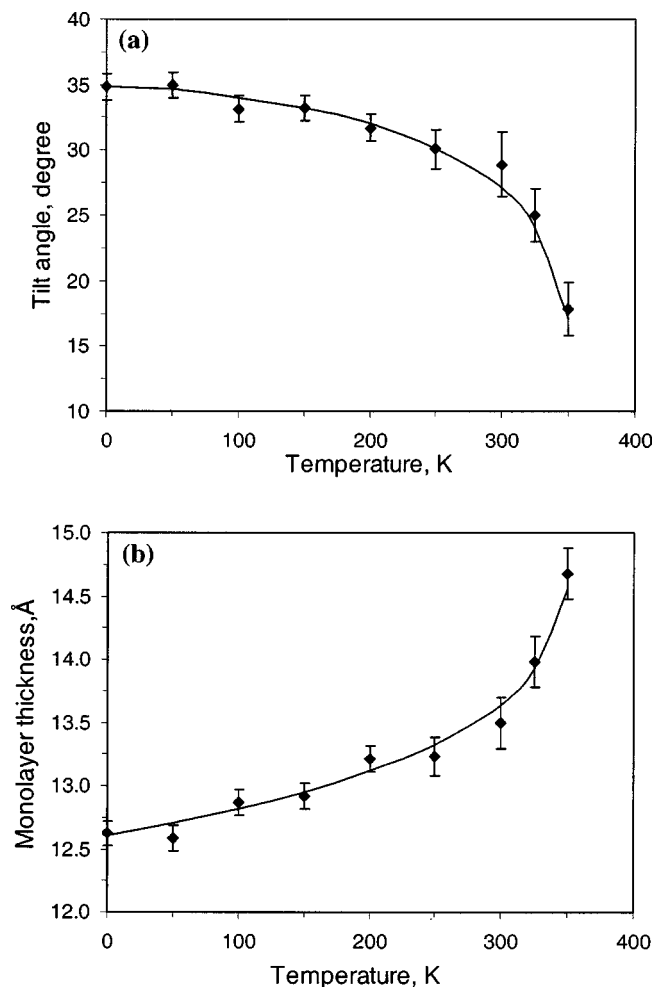 (a)
Tilt angle, degree
40
35
30
25
20
15
10
0 100 200 300 400
Temperature, K
(b)
Monolayer thickness,Å
15.0
14.5
14.0
13.5
13.0
12.5
12.0
0 100 200 300 400
Temperature, K